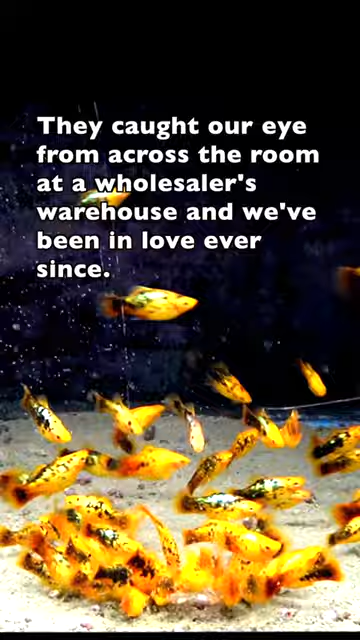 They caught our eye
from across the room
at a wholesaler's
warehouse and we've
been in love ever
since.